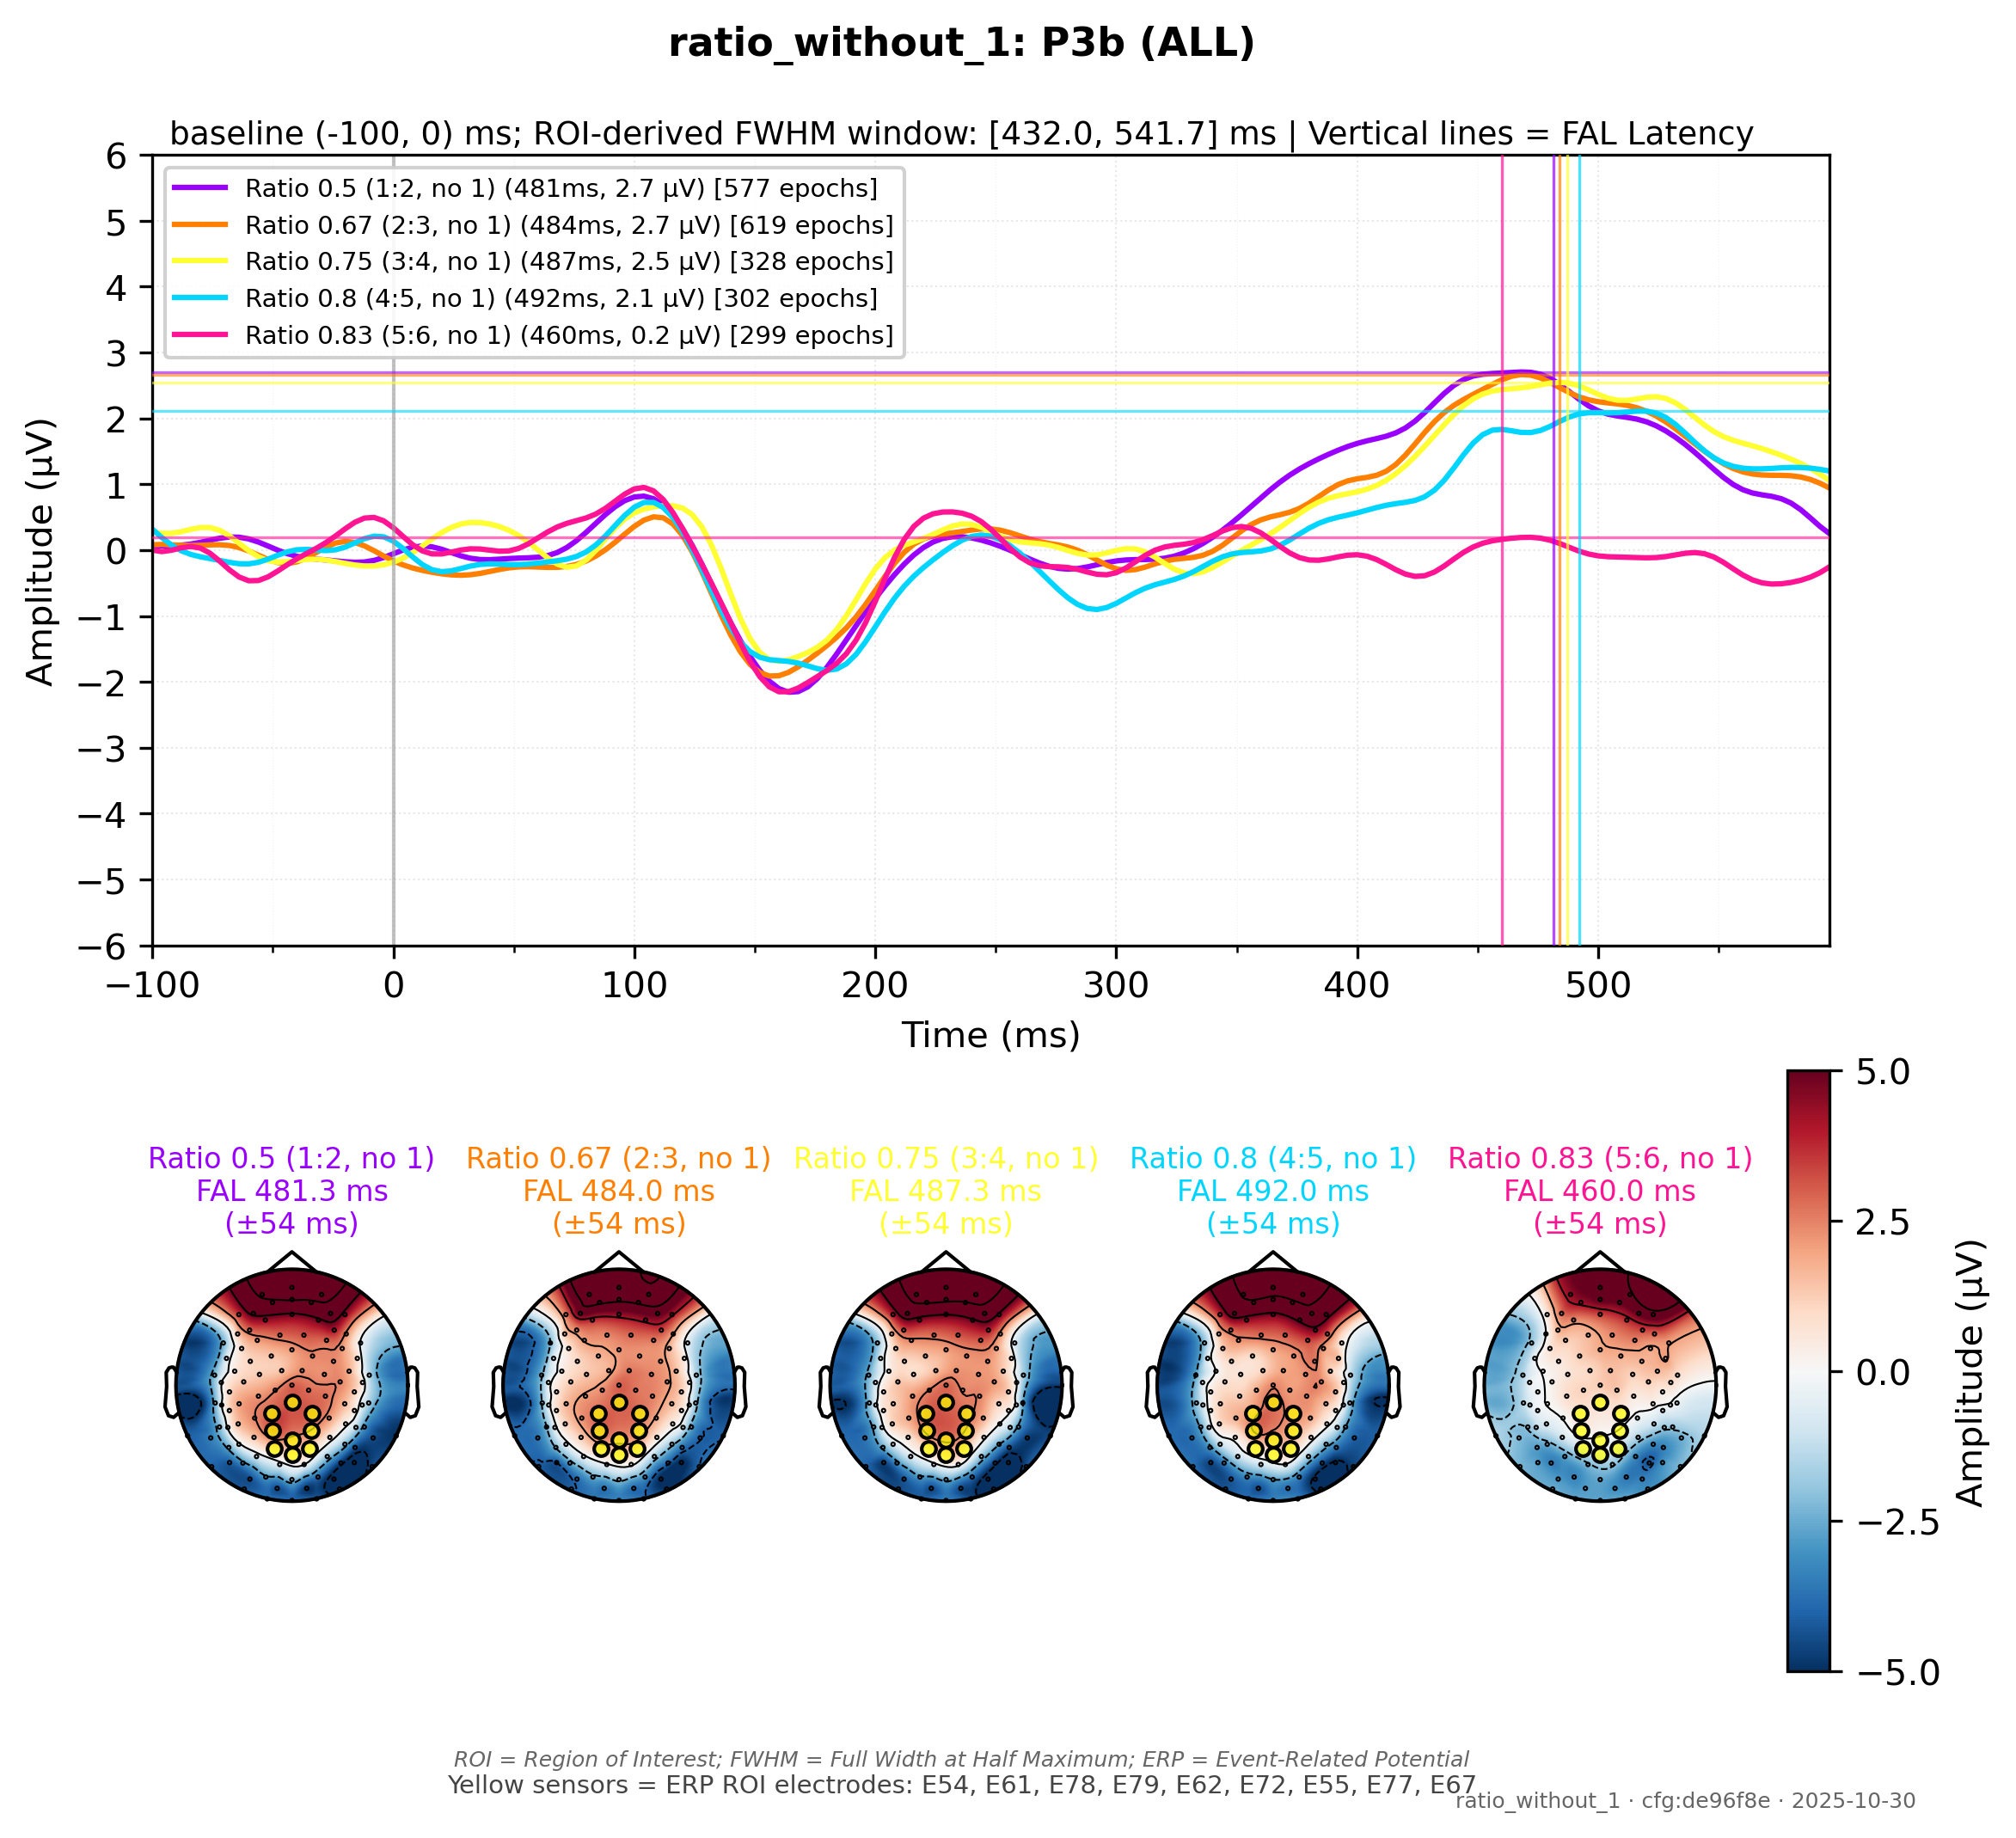 ratio_without_1: P3b (ALL)
baseline (-100, 0) ms; ROI-derived FWHM window: [432.0, 541.7] ms | Vertical lines = FAL Latency
Ratio 0.5 (1:2, no 1) (481ms, 2.7 µV) [577 epochs]
Ratio 0.67 (2:3, no 1) (484ms, 2.7 µV) [619 epochs]
Ratio 0.75 (3:4, no 1) (487ms, 2.5 µV) [328 epochs]
Ratio 0.8 (4:5, no 1) (492ms, 2.1 µV) [302 epochs]
Ratio 0.83 (5:6, no 1) (460ms, 0.2 µV) [299 epochs]
Amplitude (µV)
6
5
4
3
2
1
0
−1
−2
−3
−4
−5
−6
−100 0 100 200 300 400 500
Time (ms)
Ratio 0.5 (1:2, no 1)
FAL 481.3 ms
(±54 ms)
Ratio 0.67 (2:3, no 1)
FAL 484.0 ms
(±54 ms)
Ratio 0.75 (3:4, no 1)
FAL 487.3 ms
(±54 ms)
Ratio 0.8 (4:5, no 1)
FAL 492.0 ms
(±54 ms)
Ratio 0.83 (5:6, no 1)
FAL 460.0 ms
(±54 ms)
5.0
2.5
0.0
−2.5
−5.0
Amplitude (µV)
ROI = Region of Interest; FWHM = Full Width at Half Maximum; ERP = Event-Related Potential
Yellow sensors = ERP ROI electrodes: E54, E61, E78, E79, E62, E72, E55, E77, E67
ratio_without_1 · cfg:de96f8e · 2025-10-30